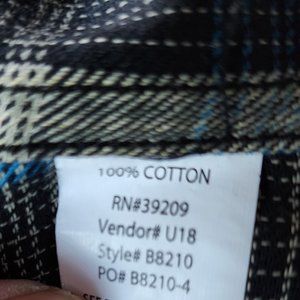 100% COTTON
RN#39209
Vendor# U18
Style# B8210
PO# B8210-4